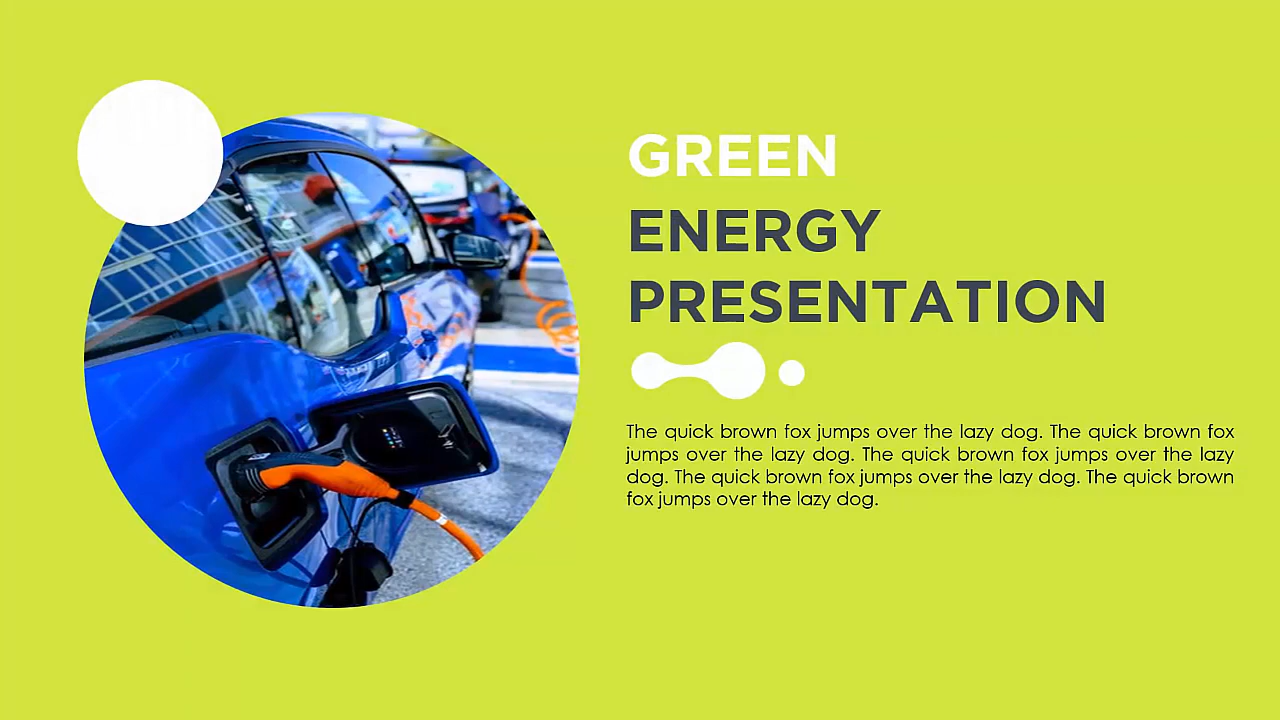 GREEN
ENERGY
PRESENTATION
The quick brown fox jumps over the lazy dog. The quick brown fox
jumps over the lazy dog. The quick brown fox jumps over the lazy
dog. The quick brown fox jumps over the lazy dog. The quick brown
fox jumps over the lazy dog.